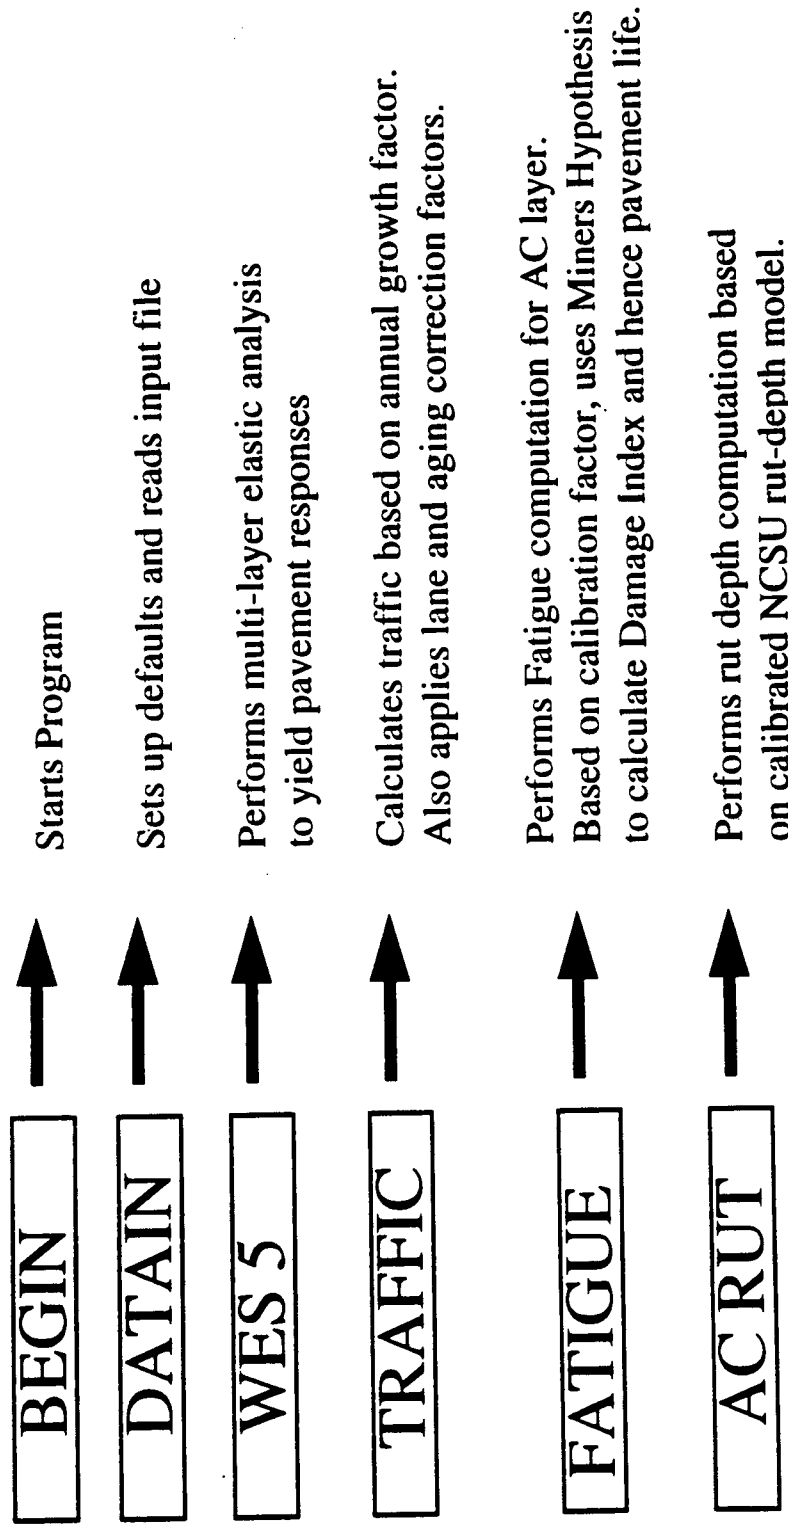 BEGIN
Starts Program
DATAIN
Sets up defaults and reads input file
WES 5
Performs multi-layer elastic analysis
to yield pavement responses
TRAFFIC
Calculates traffic based on annual growth factor.
Also applies lane and aging correction factors.
FATIGUE
Performs Fatigue computation for AC layer.
Based on calibration factor, uses Miners Hypothesis
to calculate Damage Index and hence pavement life.
AC RUT
Performs rut depth computation based
on calibrated NCSU rut-depth model.